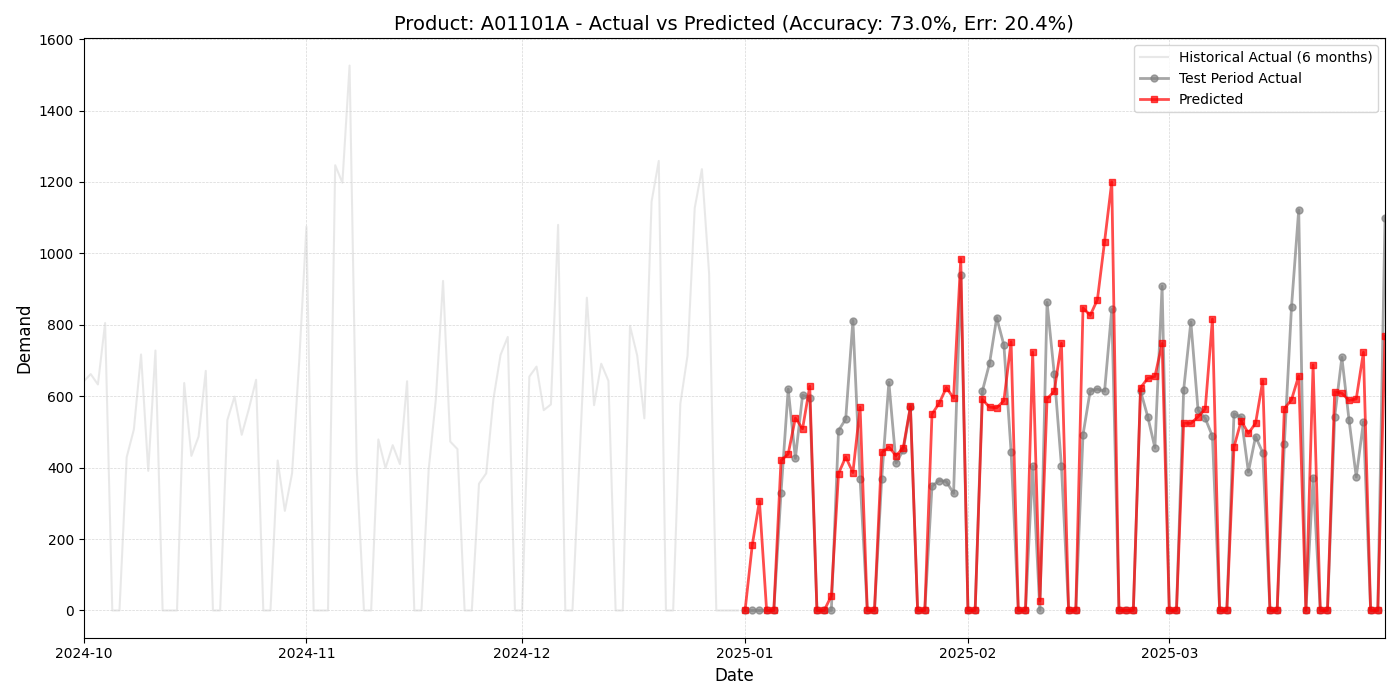 Product: A01101A - Actual vs Predicted (Accuracy: 73.0%, Err: 20.4%)
Historical Actual (6 months)
Test Period Actual
Predicted
Demand
1600
1400
1200
1000
800
600
400
200
0
2024-10
2024-11
2024-12
2025-01
2025-02
2025-03
Date